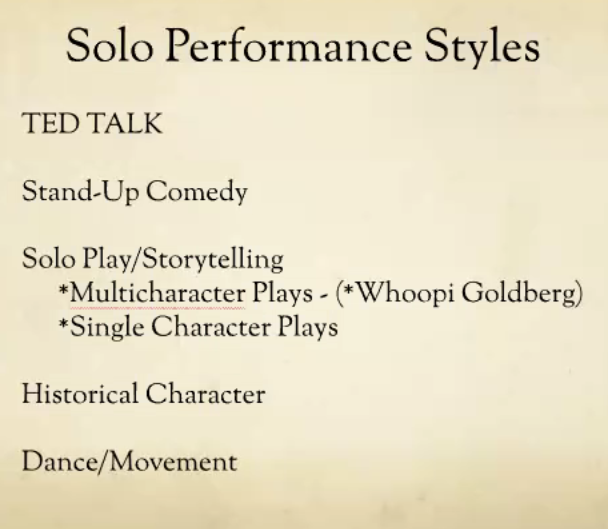 Solo Performance Styles
TED TALK
Stand-Up Comedy
Solo Play/Storytelling
*Multicharacter Plays - (*Whoopi Goldberg)
*Single Character Plays
Historical Character
Dance/Movement